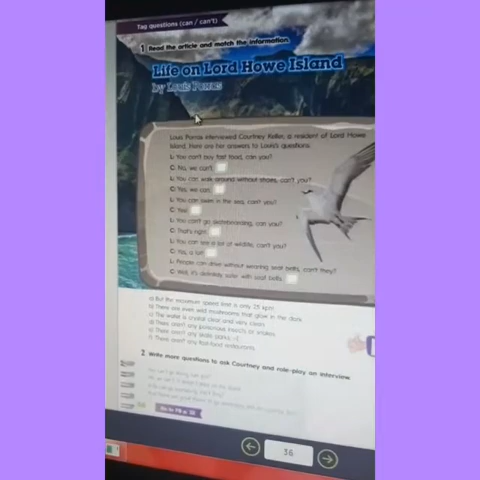 Tag questions (can / can't)
1 Read the article and match the information.
Life on Lord Howe Island
by Louis Porras
Louis Porras interviewed Courtney Keller, a resident of Lord Howe
Island. Here are her answers to Louis's questions.
L: You can't buy fast food, can you?
C: No, we can't.
L: You can walk around without shoes, can't you?
C: Yes, we can.
L: You can swim in the sea, can't you?
C: Yes!
L: You can't go skateboarding, can you?
C: That's right.
L: You can see a lot of wildlife, can't you?
C: Yes, a lot!
L: People can drive without wearing seat belts, can't they?
C: Well, it's definitely safer with seat belts.
a) But the maximum speed limit is only 25 kph!
b) There are even wild mushrooms that glow in the dark.
c) The water is crystal clear and very clean.
d) There aren't any poisonous insects or snakes.
e) There aren't any skate parks. :-(
f) There aren't any fast-food restaurants.
2 Write more questions to ask Courtney and role-play an interview.
Go to
36